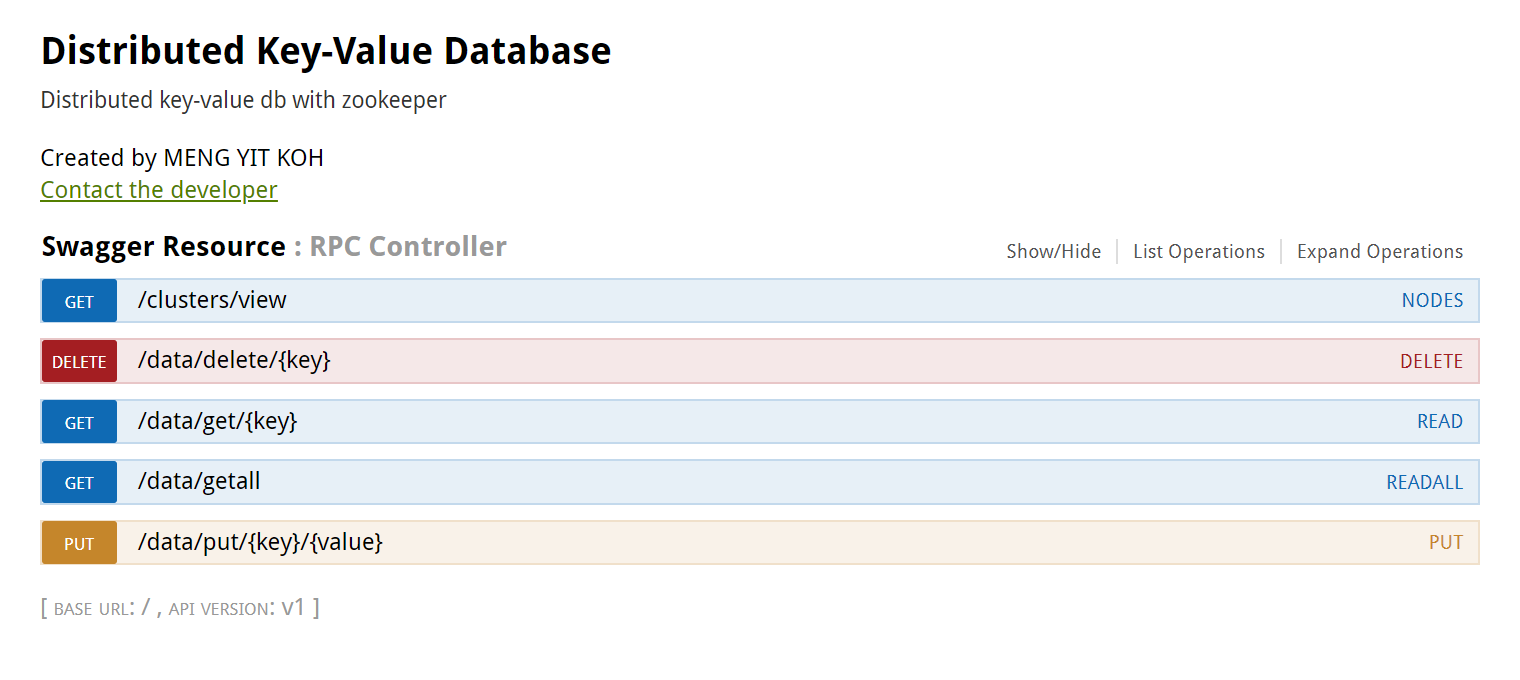 Distributed Key-Value Database
Distributed key-value db with zookeeper
Created by MENG YIT KOH
Contact the developer
Swagger Resource : RPC Controller Show/Hide List Operations Expand Operations
GET /clusters/view NODES
DELETE /data/delete/{key} DELETE
GET /data/get/{key} READ
GET /data/getall READALL
PUT /data/put/{key}/{value} PUT
[ BASE URL: / , API VERSION: v1 ]